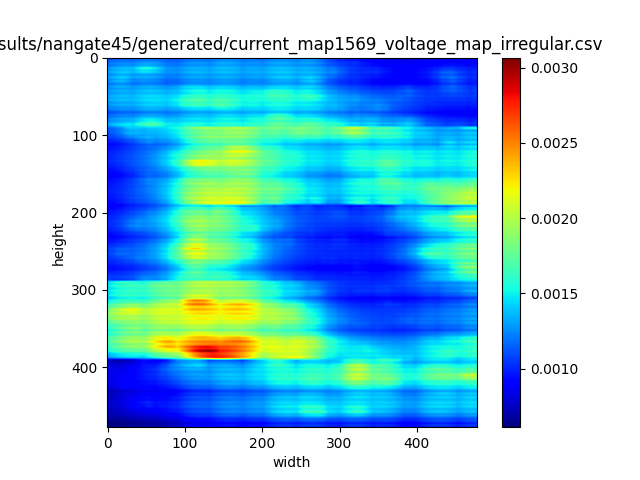 sults/nangate45/generated/current_map1569_voltage_map_irregular.csv
0
100
200
300
400
height
0 100 200 300 400
width
0.0030
0.0025
0.0020
0.0015
0.0010